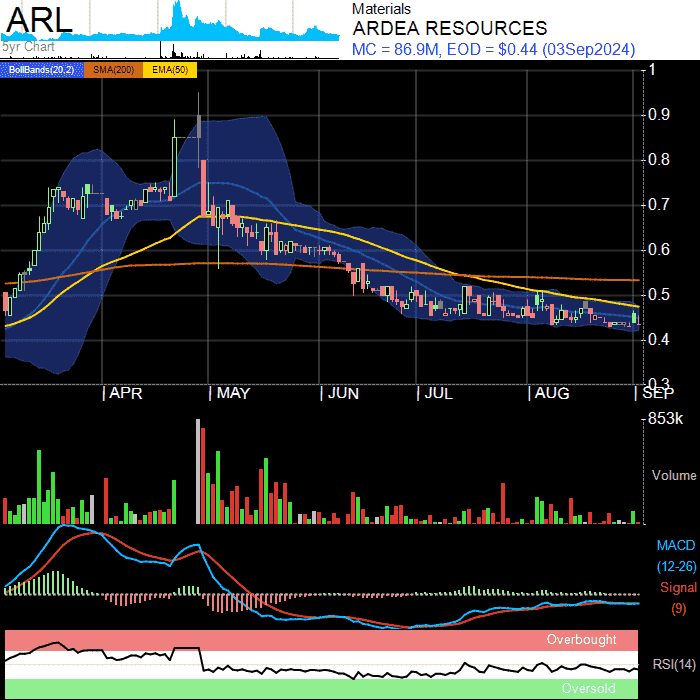 ARL
5yr Chart
Materials
ARDEA RESOURCES
MC = 86.9M, EOD = $0.44 (03Sep2024)
BollBands(20,2) SMA(200) EMA(50)
1
0.9
0.8
0.7
0.6
0.5
0.4
0.3
APR MAY JUN JUL AUG SEP
853k
Volume
MACD
(12-26)
Signal
(9)
Overbought
RSI(14)
Oversold